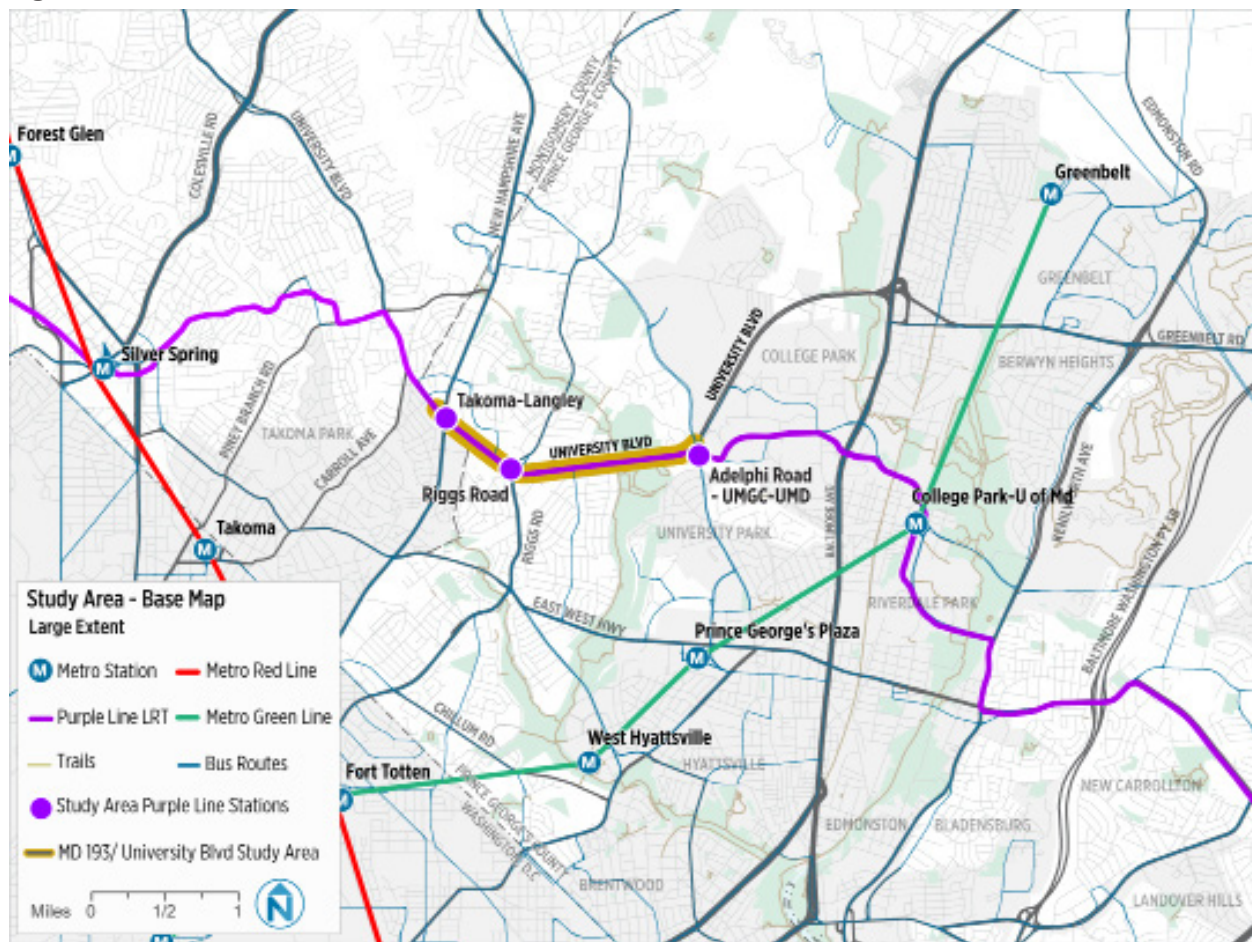 Forest Glen
COLESVILLE RD
UNIVERSITY BLVD
NEW HAMPSHIRE AVE
MONTGOMERY COUNTY
PRINCE GEORGE'S COUNTY
EDMONSTON RD
Greenbelt
GREENBELT
GREENBELT RD
BERWYN HEIGHTS
UNIVERSITY BLVD
COLLEGE PARK
Silver Spring
PINEY BRANCH RD
TAKOMA PARK
CARROLL AVE
Takoma-Langley
UNIVERSITY BLVD
Riggs Road
RIGGS RD
Adelphi Road
- UMGC-UMD
UNIVERSITY PARK
BALTIMORE AVE
College Park-U of Md
KENILWORTH AVE
BALTIMORE WASHINGTON PY
Takoma
EAST WEST HWY
Prince George's Plaza
RIVERDALE PARK
CHILLUM RD
West Hyattsville
HYATTSVILLE
Fort Totten
PRINCE GEORGE'S COUNTY
WASHINGTON, D.C
NEW CARROLLTON
EDMONSTON
BLADENSBURG
BRENTWOOD
LANDOVER HILLS
Study Area - Base Map
Large Extent
M Metro Station
Metro Red Line
Purple Line LRT
Metro Green Line
Trails
Bus Routes
Study Area Purple Line Stations
MD 193/ University Blvd Study Area
Miles 0 1/2 1
N